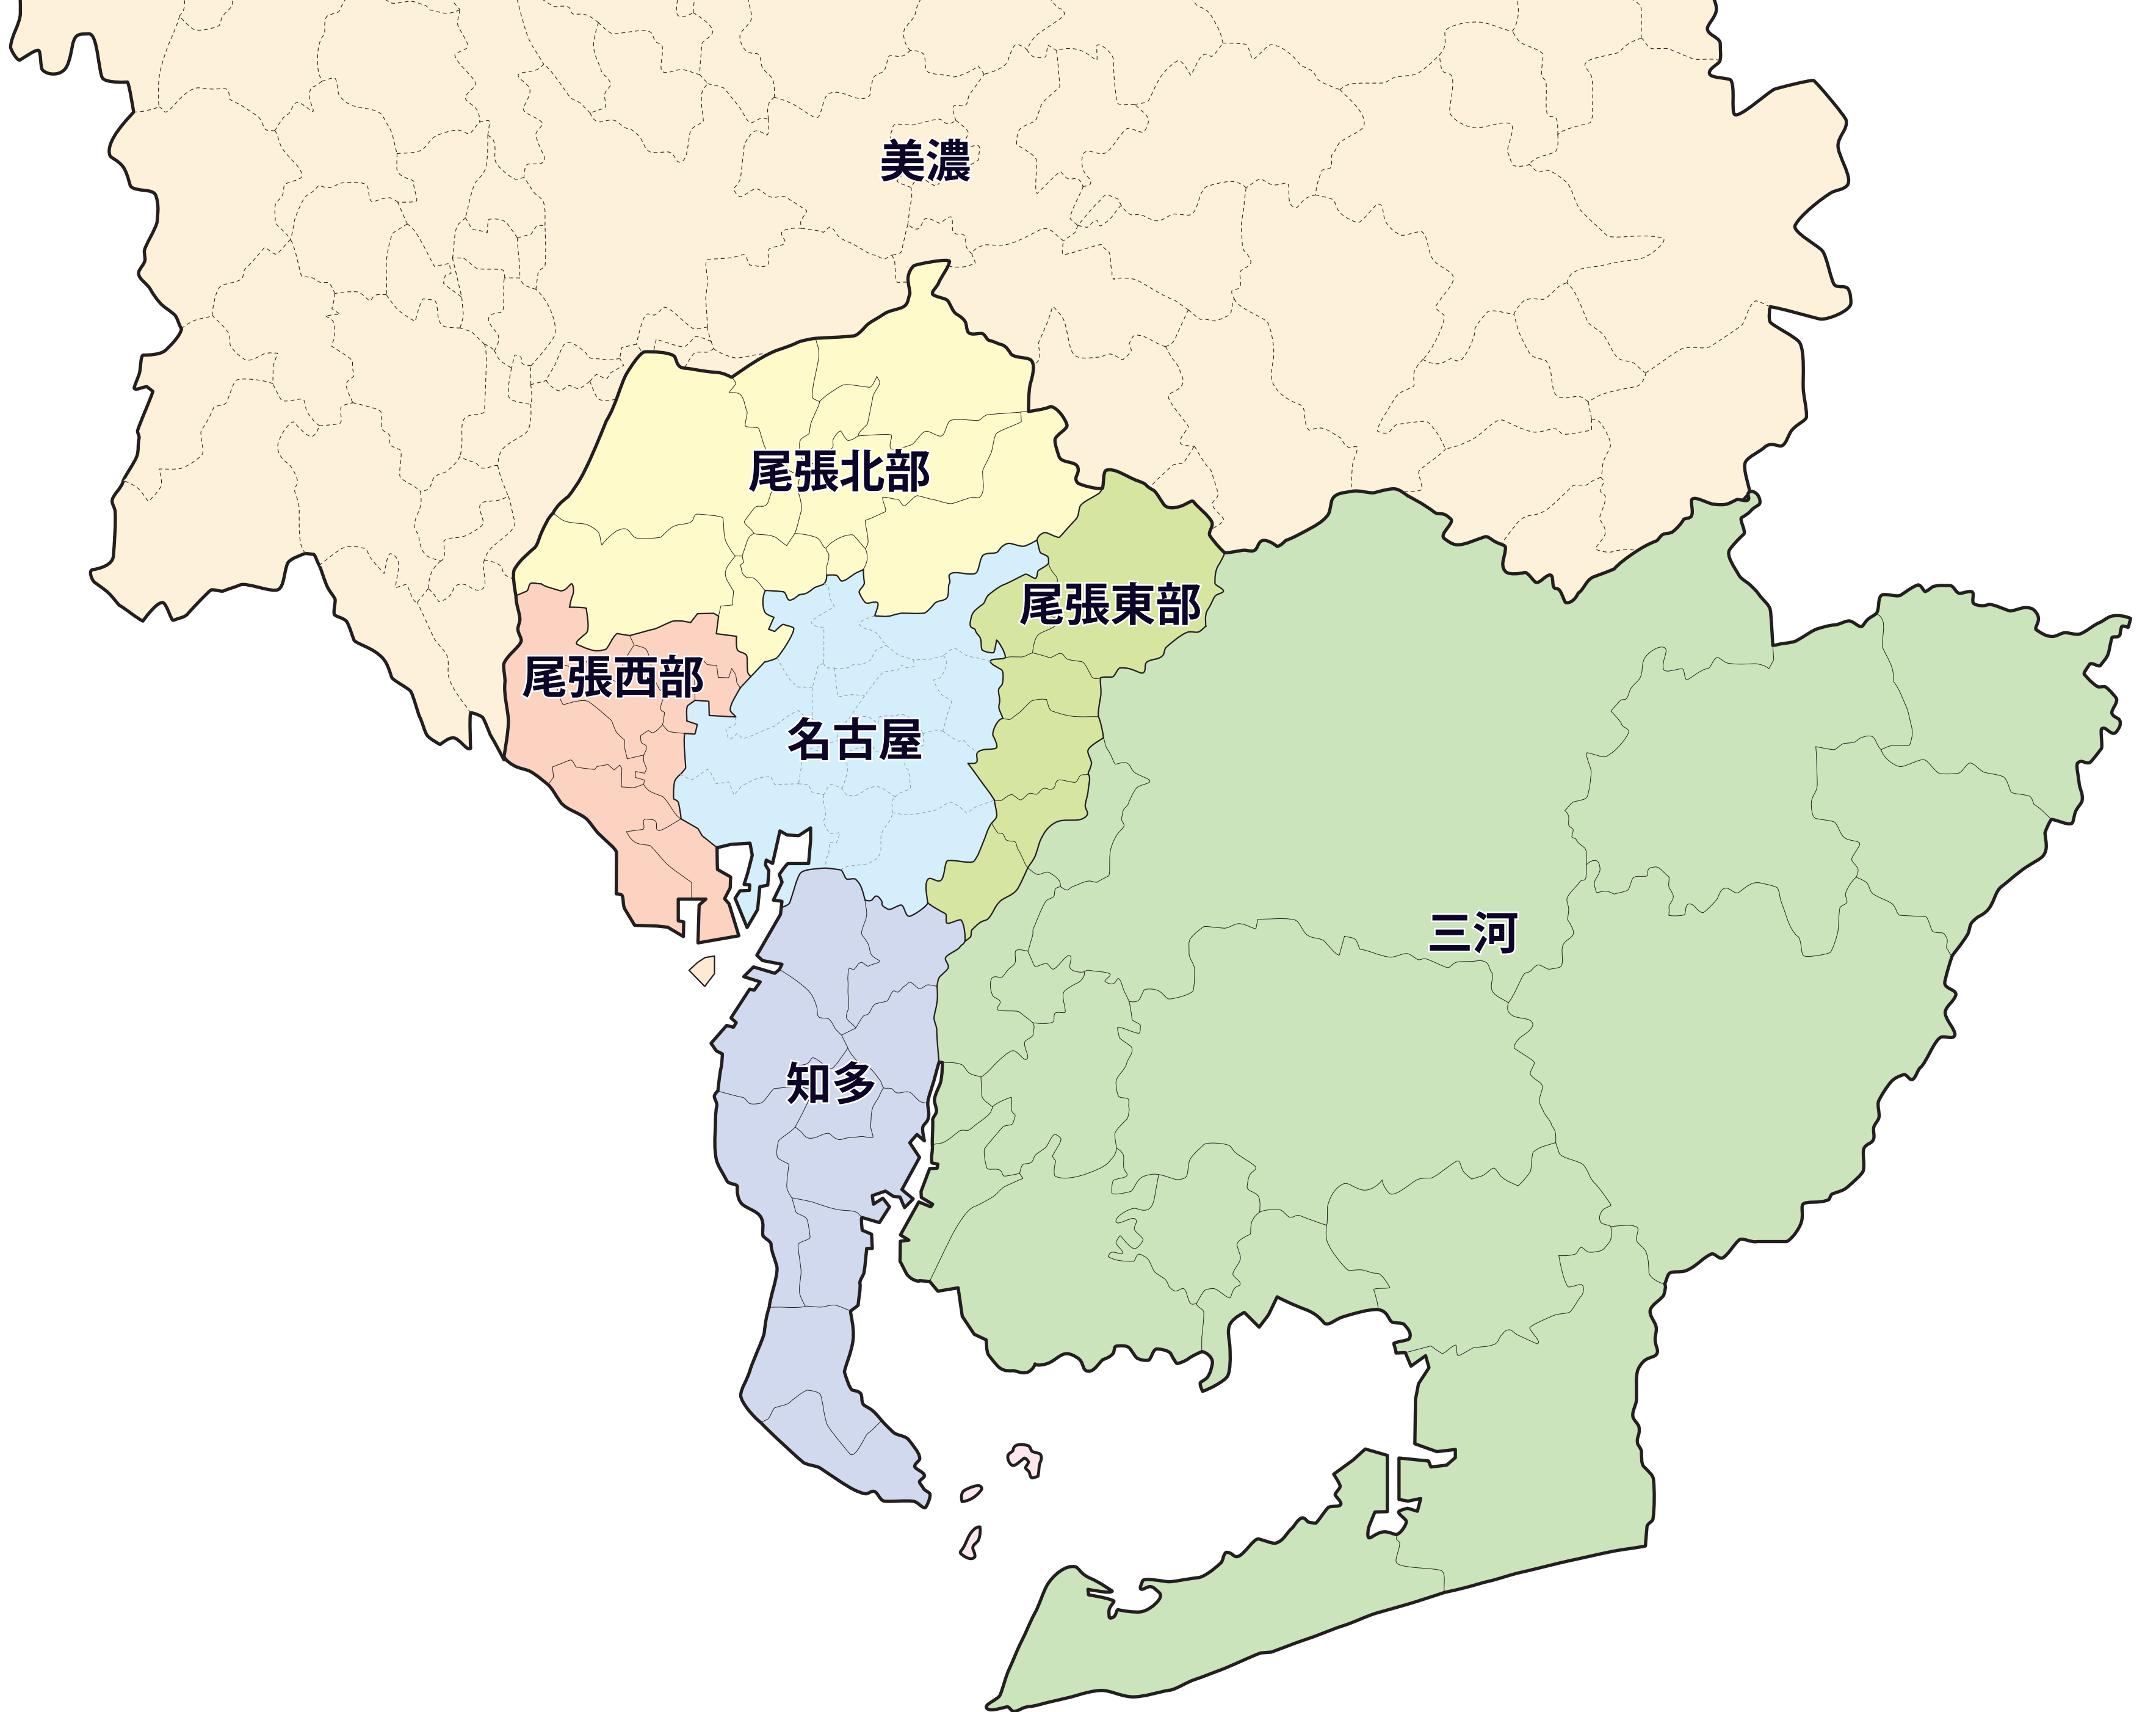 美濃
尾張北部
尾張東部
尾張西部
名古屋
三河
知多